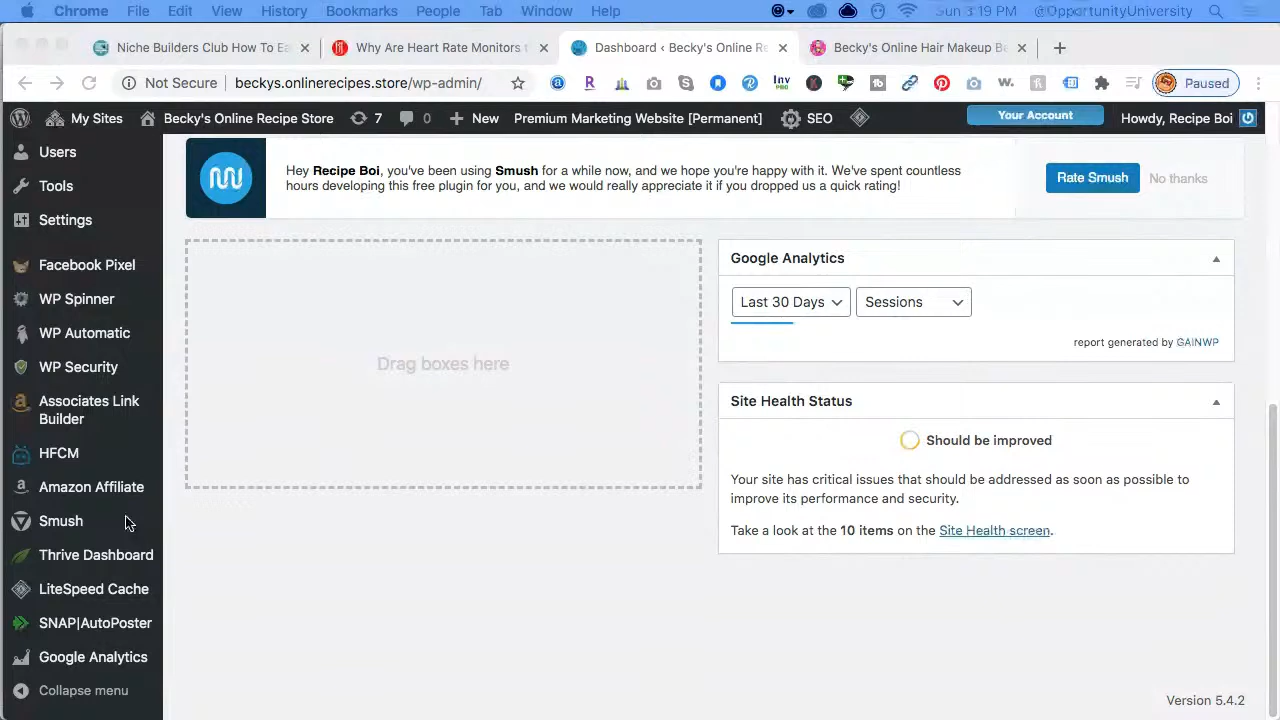 Chrome File Edit View History Bookmarks People Tab Window Help Sun 3:19 PM @OpportunityUniversity
Niche Builders Club How To Ea
Why Are Heart Rate Monitors t
Dashboard ‹ Becky's Online Re
Becky's Online Hair Makeup Be
Not Secure beckys.onlinerecipes.store/wp-admin/ Paused
My Sites Becky's Online Recipe Store 7 0 New Premium Marketing Website [Permanent] SEO Your Account Howdy, Recipe Boi
Users
Tools
Settings
Facebook Pixel
WP Spinner
WP Automatic
WP Security
Associates Link
Builder
HFCM
Amazon Affiliate
Smush
Thrive Dashboard
LiteSpeed Cache
SNAP|AutoPoster
Google Analytics
Collapse menu
Hey Recipe Boi, you've been using Smush for a while now, and we hope you're happy with it. We've spent countless
hours developing this free plugin for you, and we would really appreciate it if you dropped us a quick rating!
Rate Smush No thanks
Drag boxes here
Google Analytics
Last 30 Days Sessions
report generated by GAINWP
Site Health Status
Should be improved
Your site has critical issues that should be addressed as soon as possible to
improve its performance and security.
Take a look at the 10 items on the Site Health screen.
Version 5.4.2